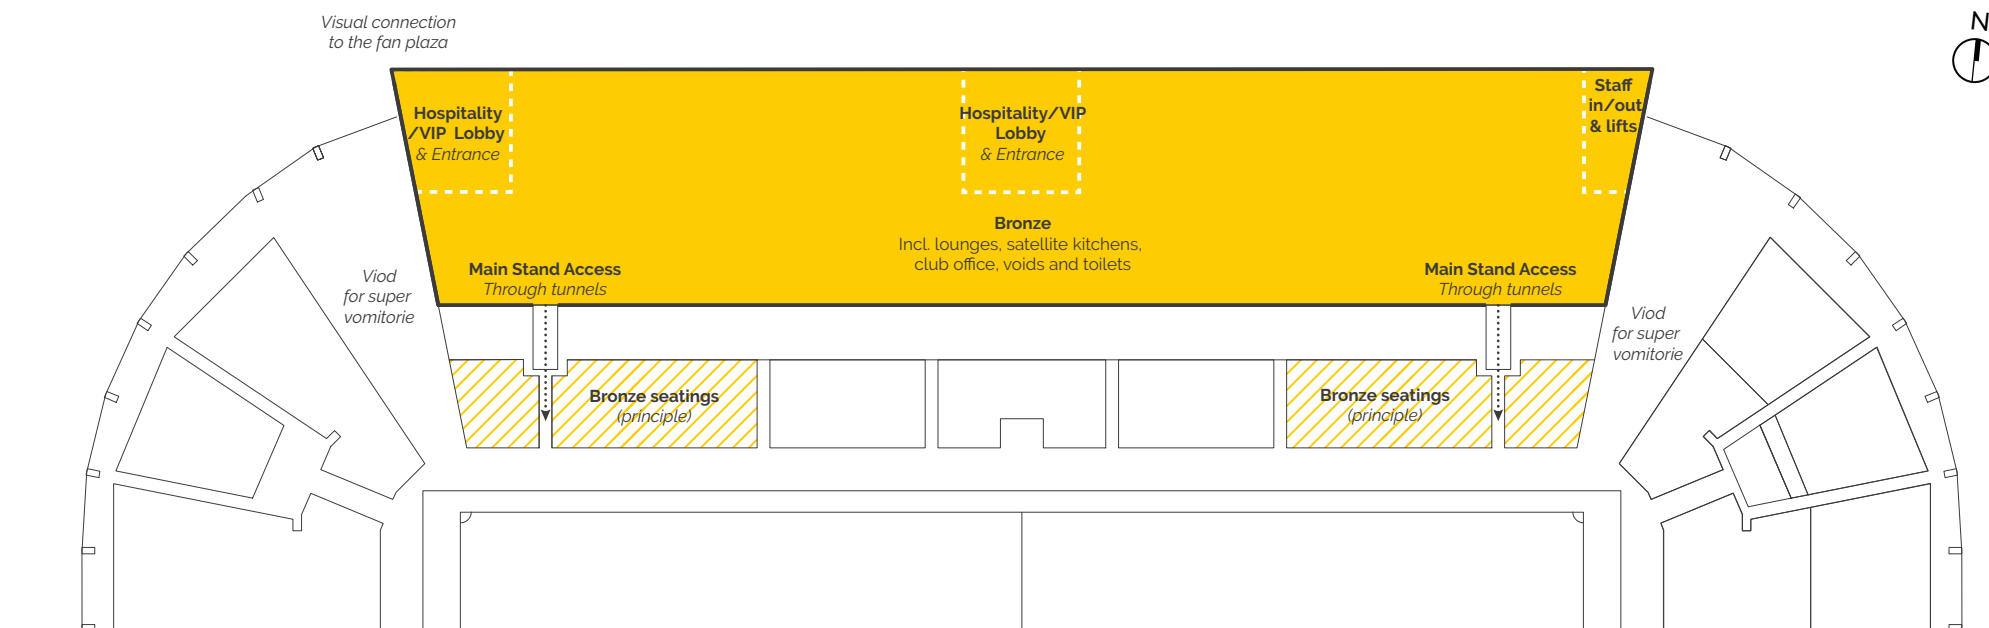 Visual connection
to the fan plaza
N
Hospitality
/VIP Lobby
& Entrance
Hospitality/VIP
Lobby
& Entrance
Staff
in/out
& lifts
Bronze
Incl. lounges, satellite kitchens,
club office, voids and toilets
Main Stand Access
Through tunnels
Main Stand Access
Through tunnels
Viod
for super
vomitorie
Viod
for super
vomitorie
Bronze seatings
(principle)
Bronze seatings
(principle)